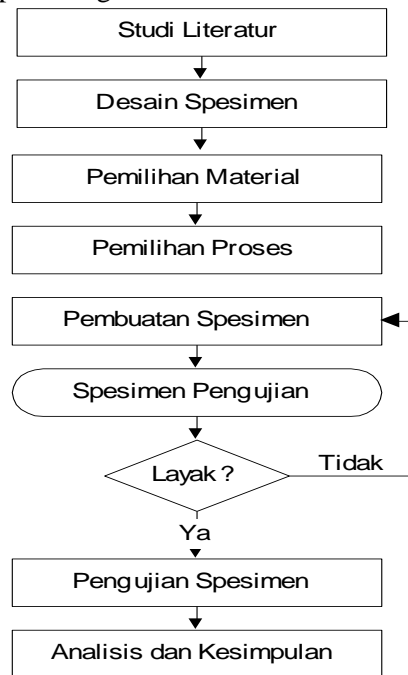 Studi Literatur
Desain Spesimen
Pemilihan Material
Pemilihan Proses
Pembuatan Spesimen
Spesimen Pengujian
Layak ?
Tidak
Ya
Pengujian Spesimen
Analisis dan Kesimpulan